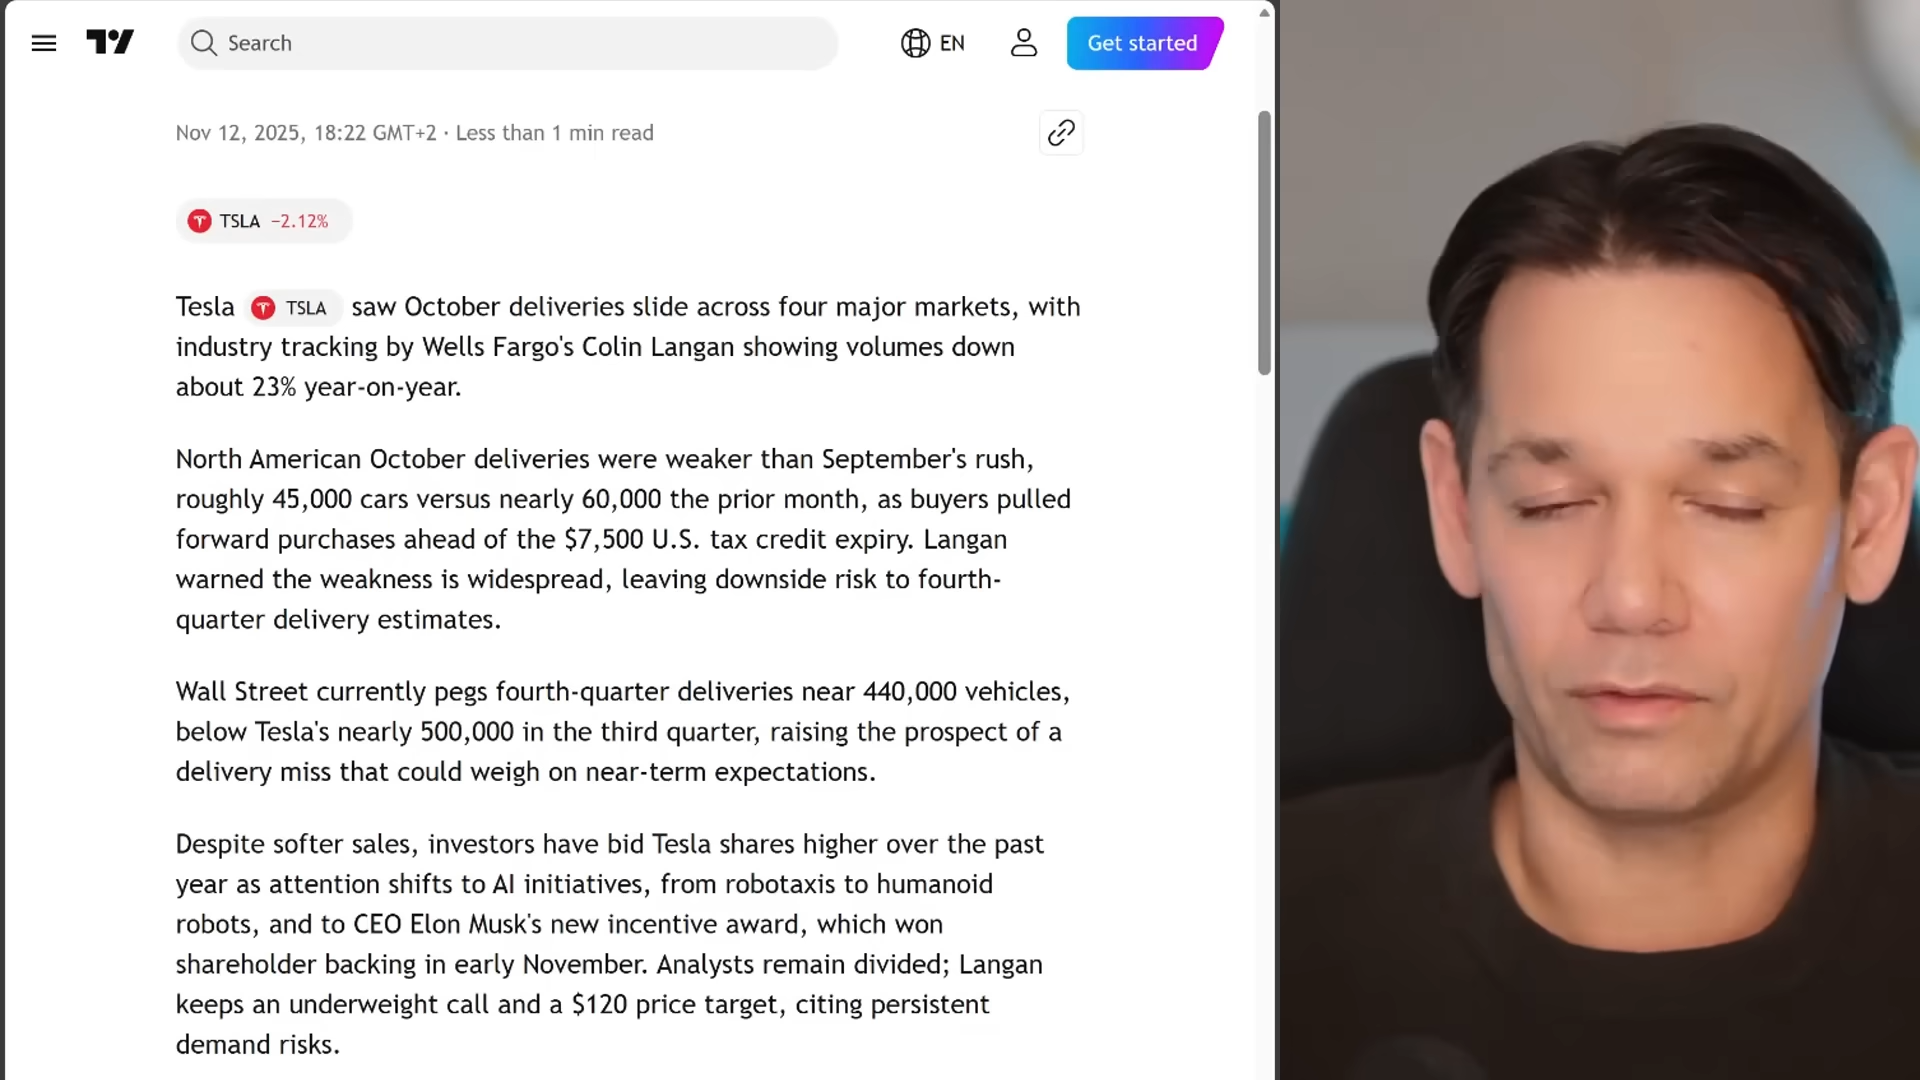 Search
EN
Get started
Nov 12, 2025, 18:22 GMT+2 · Less than 1 min read
TSLA −2.12%
Tesla TSLA saw October deliveries slide across four major markets, with
industry tracking by Wells Fargo's Colin Langan showing volumes down
about 23% year-on-year.
North American October deliveries were weaker than September's rush,
roughly 45,000 cars versus nearly 60,000 the prior month, as buyers pulled
forward purchases ahead of the $7,500 U.S. tax credit expiry. Langan
warned the weakness is widespread, leaving downside risk to fourth-
quarter delivery estimates.
Wall Street currently pegs fourth-quarter deliveries near 440,000 vehicles,
below Tesla's nearly 500,000 in the third quarter, raising the prospect of a
delivery miss that could weigh on near-term expectations.
Despite softer sales, investors have bid Tesla shares higher over the past
year as attention shifts to AI initiatives, from robotaxis to humanoid
robots, and to CEO Elon Musk's new incentive award, which won
shareholder backing in early November. Analysts remain divided; Langan
keeps an underweight call and a $120 price target, citing persistent
demand risks.